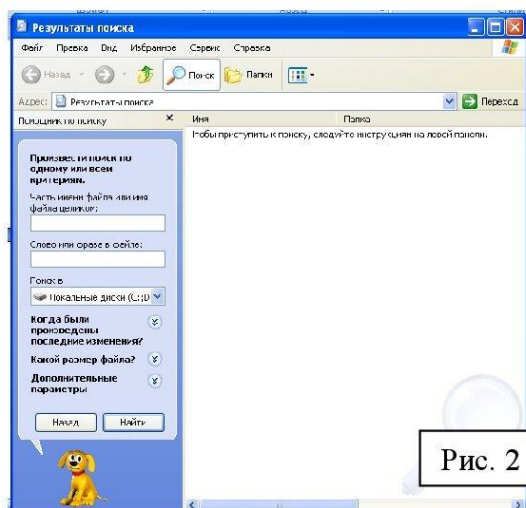 Результаты поиска
Файл Правка Вид Избранное Сервис Справка
Назад Поиск Папки
Адрес: Результаты поиска Переход
Помощник по поиску Имя Папка
Чтобы приступить к поиску, следуйте инструкциям на левой панели.
Произвести поиск по
одному или всем
критериям.
Часть имени файла или имя
файла целиком:
Слово или фраза в файле:
Поиск в
Локальные диски (C:;D
Когда были
произведены
последние изменения?
Какой размер файла?
Дополнительные
параметры
Назад Найти
Рис. 2